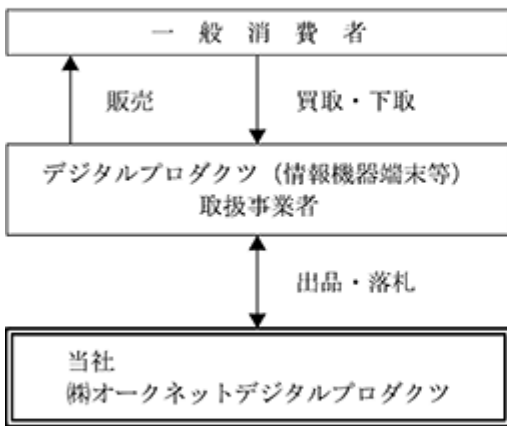 一般消費者
販売
買取・下取
デジタルプロダクツ（情報機器端末等）
取扱事業者
出品・落札
当社
㈱オークネットデジタルプロダクツ